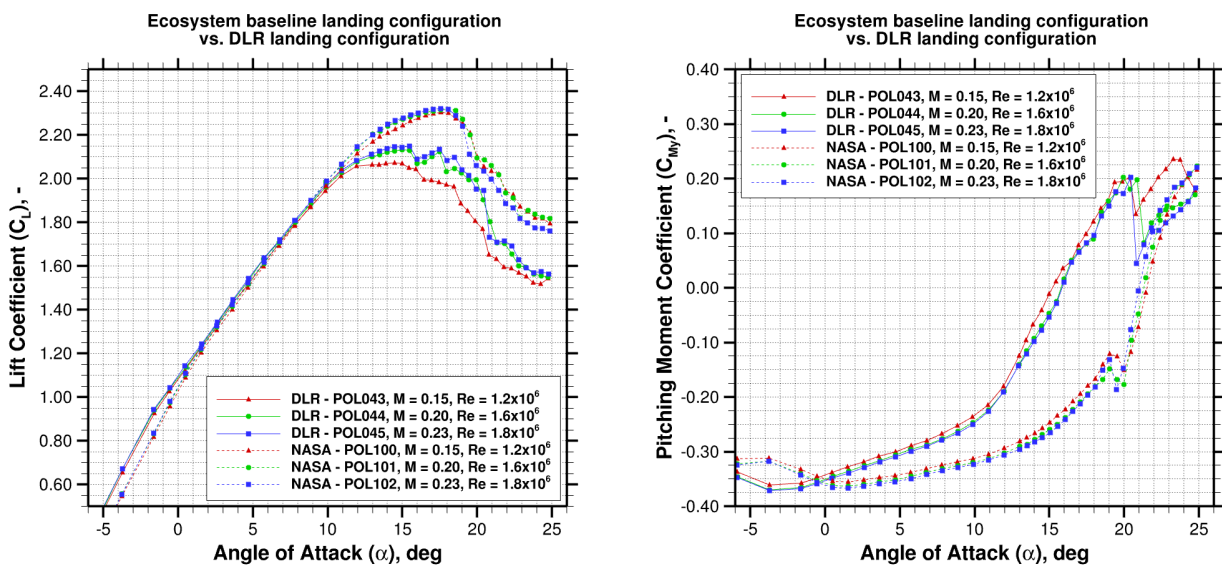 Ecosystem baseline landing configuration
vs. DLR landing configuration
Lift Coefficient (C_L), -
2.40
2.20
2.00
1.80
1.60
1.40
1.20
1.00
0.80
0.60
DLR - POL043, M = 0.15, Re = 1.2x10^6
DLR - POL044, M = 0.20, Re = 1.6x10^6
DLR - POL045, M = 0.23, Re = 1.8x10^6
NASA - POL100, M = 0.15, Re = 1.2x10^6
NASA - POL101, M = 0.20, Re = 1.6x10^6
NASA - POL102, M = 0.23, Re = 1.8x10^6
-5 0 5 10 15 20 25
Angle of Attack (α), deg
Ecosystem baseline landing configuration
vs. DLR landing configuration
Pitching Moment Coefficient (C_My), -
0.40
0.30
0.20
0.10
0.00
-0.10
-0.20
-0.30
-0.40
DLR - POL043, M = 0.15, Re = 1.2x10^6
DLR - POL044, M = 0.20, Re = 1.6x10^6
DLR - POL045, M = 0.23, Re = 1.8x10^6
NASA - POL100, M = 0.15, Re = 1.2x10^6
NASA - POL101, M = 0.20, Re = 1.6x10^6
NASA - POL102, M = 0.23, Re = 1.8x10^6
-5 0 5 10 15 20 25
Angle of Attack (α), deg